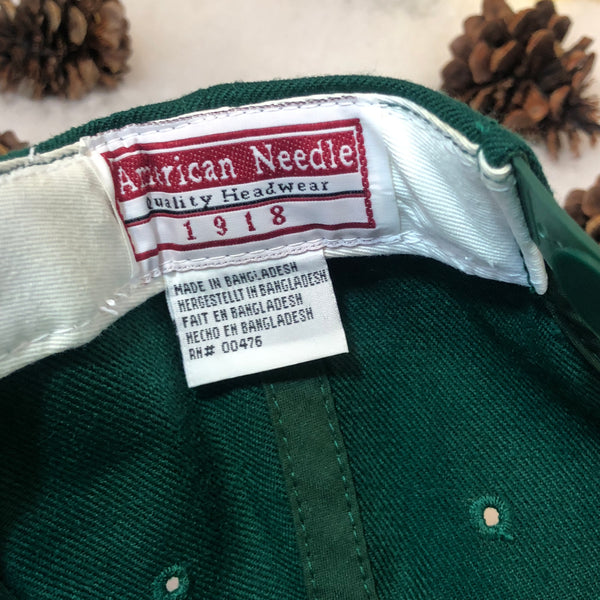 American Needle
Quality Headwear
1918
MADE IN BANGLADESH
HERGESTELLT IN BANGLADESH
FAIT EN BANGLADESH
HECHO EN BANGLADESH
RN# 00476